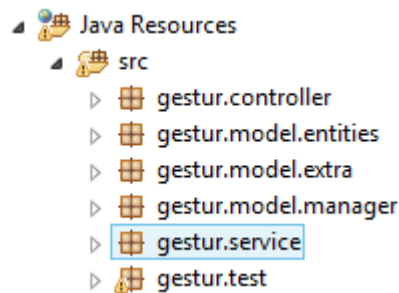 Java Resources
src
gestur.controller
gestur.model.entities
gestur.model.extra
gestur.model.manager
gestur.service
gestur.test